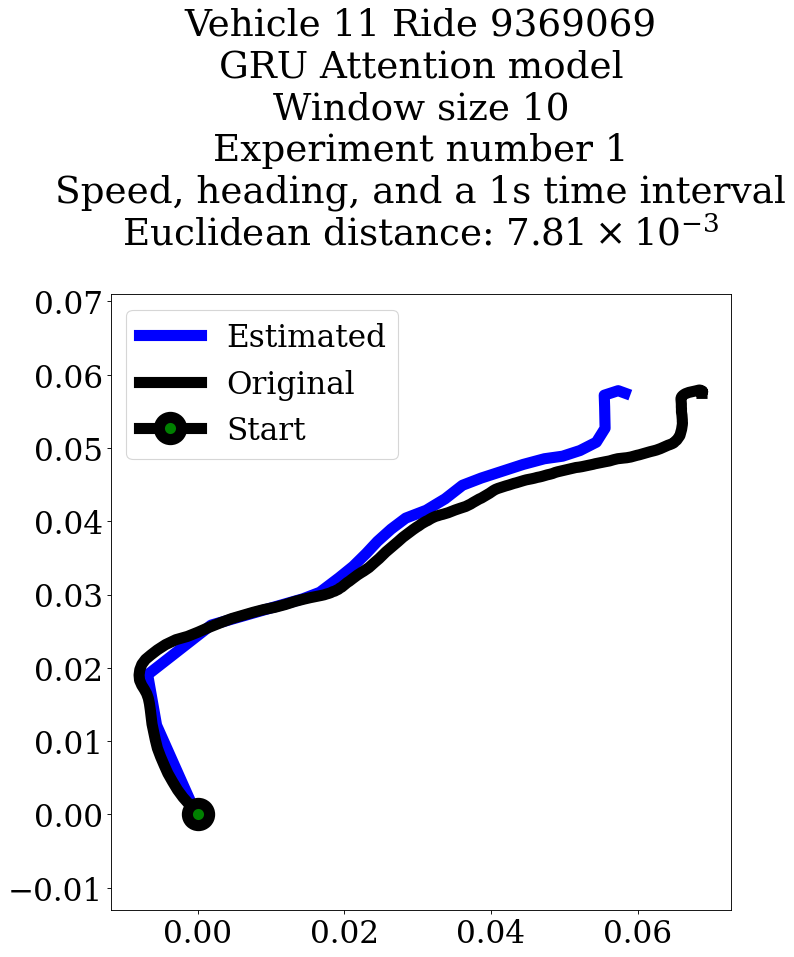 Vehicle 11 Ride 9369069
GRU Attention model
Window size 10
Experiment number 1
Speed, heading, and a 1s time interval
Euclidean distance: 7.81 × 10⁻³
0.07
0.06
0.05
0.04
0.03
0.02
0.01
0.00
−0.01
Estimated
Original
Start
0.00 0.02 0.04 0.06